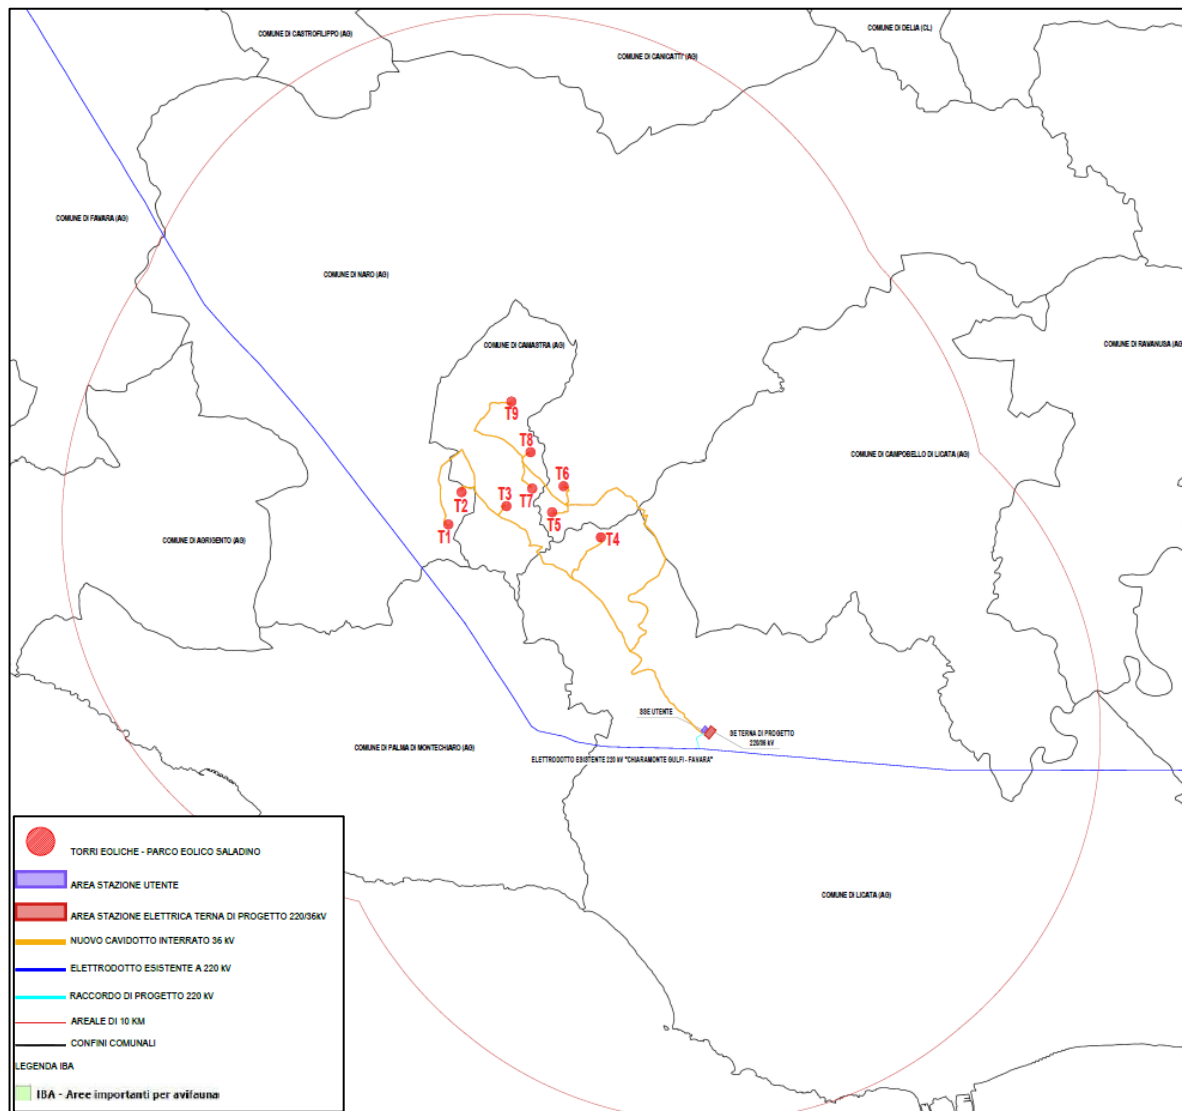 COMUNE DI CASTROFILIPPO (AG)
COMUNE DI DELIA (CL)
COMUNE DI CANICATTI' (AG)
COMUNE DI FAVARA (AG)
COMUNE DI NARO (AG)
COMUNE DI CAMASTRA (AG)
COMUNE DI RAVANUSA (AG
T9
T8
COMUNE DI CAMPOBELLO DI LICATA (AG)
T6
T2
T3
T7
T5
T1
T4
COMUNE DI AGRIGENTO (AG)
SSE UTENTE
SE TERNA DI PROGETTO
220/36 kV
COMUNE DI PALMA DI MONTECHIARO (AG)
ELETTRODOTTO ESISTENTE 220 kV "CHIARAMONTE GULFI - FAVARA"
COMUNE DI LICATA (AG)
TORRI EOLICHE - PARCO EOLICO SALADINO
AREA STAZIONE UTENTE
AREA STAZIONE ELETTRICA TERNA DI PROGETTO 220/36kV
NUOVO CAVIDOTTO INTERRATO 36 kV
ELETTRODOTTO ESISTENTE A 220 kV
RACCORDO DI PROGETTO 220 kV
AREALE DI 10 KM
CONFINI COMUNALI
LEGENDA IBA
IBA - Aree importanti per avifauna